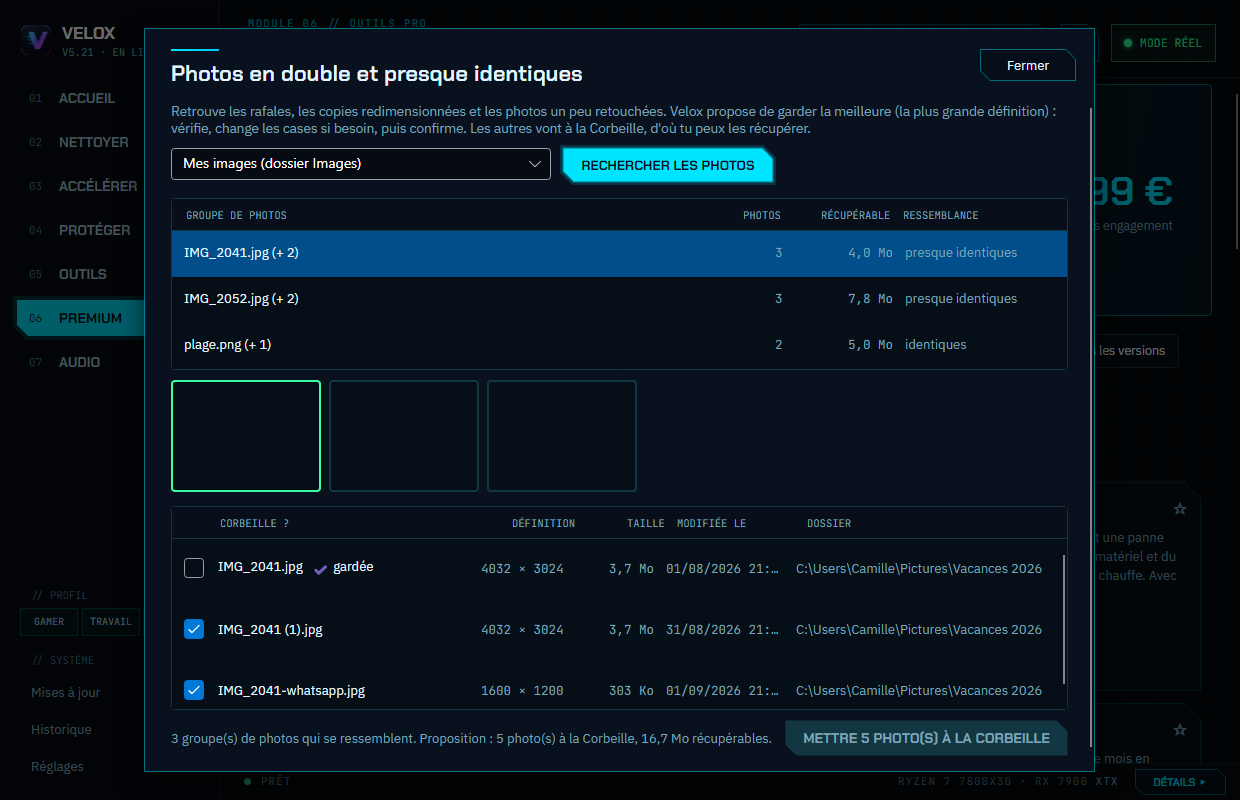 MODULE 06 // OUTILS PRO
VELOX
V5.21 · EN LI
MODE RÉEL
01 ACCUEIL
02 NETTOYER
03 ACCÉLÉRER
04 PROTÉGER
05 OUTILS
06 PREMIUM
07 AUDIO
// PROFIL
GAMER TRAVAIL
// SYSTÈME
Mises à jour
Historique
Réglages
Photos en double et presque identiques
Fermer
Retrouve les rafales, les copies redimensionnées et les photos un peu retouchées. Velox propose de garder la meilleure (la plus grande définition) :
vérifie, change les cases si besoin, puis confirme. Les autres vont à la Corbeille, d'où tu peux les récupérer.
Mes images (dossier Images)
RECHERCHER LES PHOTOS
GROUPE DE PHOTOS PHOTOS RÉCUPÉRABLE RESSEMBLANCE
IMG_2041.jpg (+ 2) 3 4,0 Mo presque identiques
IMG_2052.jpg (+ 2) 3 7,8 Mo presque identiques
plage.png (+ 1) 2 5,0 Mo identiques
CORBEILLE ? DÉFINITION TAILLE MODIFIÉE LE DOSSIER
IMG_2041.jpg gardée 4032 × 3024 3,7 Mo 01/08/2026 21:… C:\Users\Camille\Pictures\Vacances 2026
IMG_2041 (1).jpg 4032 × 3024 3,7 Mo 31/08/2026 21:… C:\Users\Camille\Pictures\Vacances 2026
IMG_2041-whatsapp.jpg 1600 × 1200 303 Ko 01/09/2026 21:… C:\Users\Camille\Pictures\Vacances 2026
3 groupe(s) de photos qui se ressemblent. Proposition : 5 photo(s) à la Corbeille, 16,7 Mo récupérables.
METTRE 5 PHOTO(S) À LA CORBEILLE
99 €
s engagement
les versions
t une panne
matériel et du
chauffe. Avec
e mois en
PRÊT
RYZEN 7 7800X3D · RX 7900 XTX
DÉTAILS